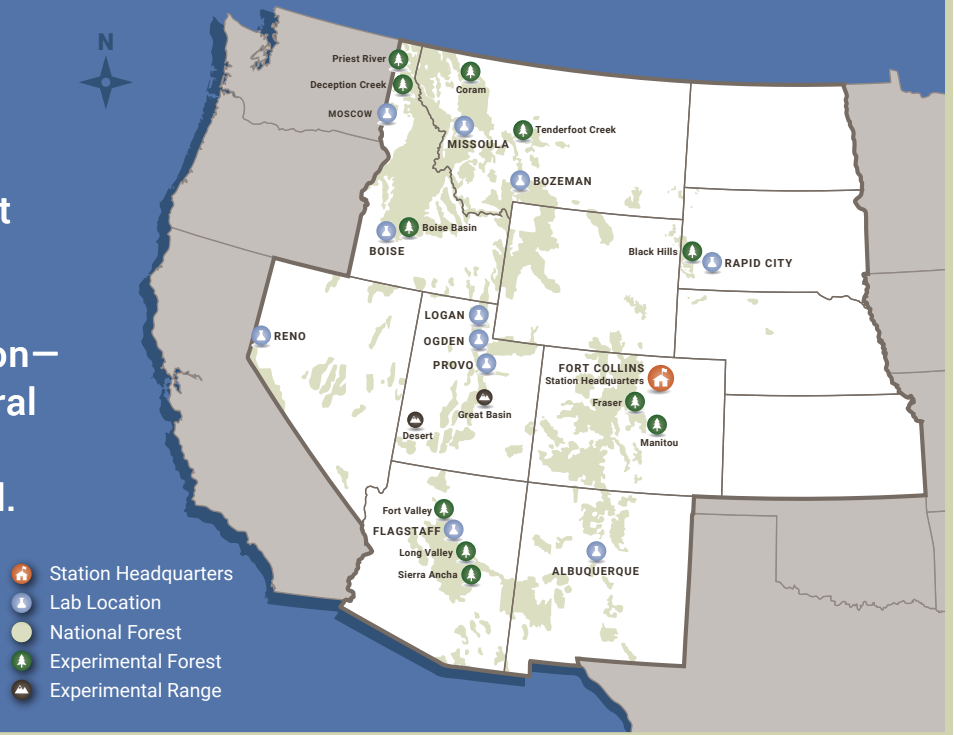 N
Priest River
Deception Creek
Coram
MOSCOW
MISSOULA
Tenderfoot Creek
BOZEMAN
t
Boise Basin
BOISE
Black Hills
RAPID CITY
LOGAN
RENO
OGDEN
on—
PROVO
FORT COLLINS
Station Headquarters
ral
Fraser
Great Basin
Desert
Manitou
l.
Fort Valley
FLAGSTAFF
Long Valley
ALBUQUERQUE
Sierra Ancha
Station Headquarters
Lab Location
National Forest
Experimental Forest
Experimental Range